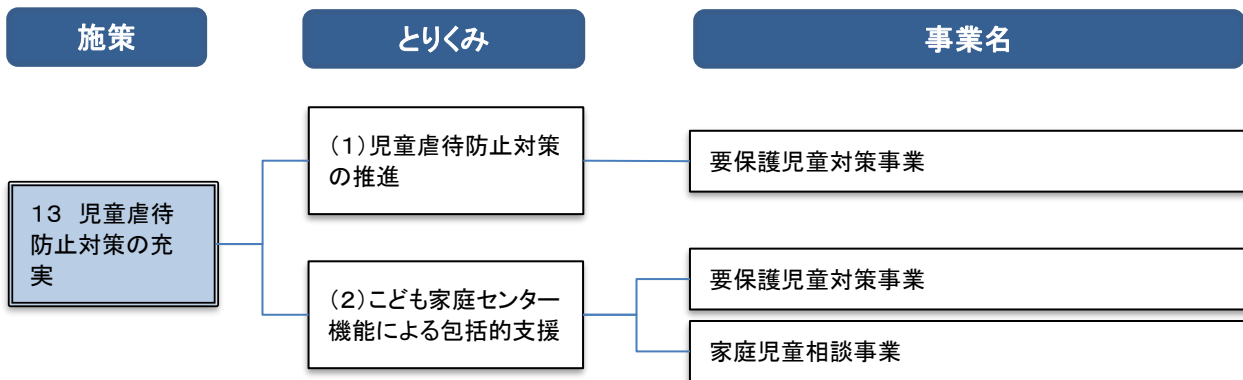 施策
とりくみ
事業名
13 児童虐待
防止対策の充
実
(1)児童虐待防止対策
の推進
要保護児童対策事業
(2)こども家庭センター
機能による包括的支援
要保護児童対策事業
家庭児童相談事業